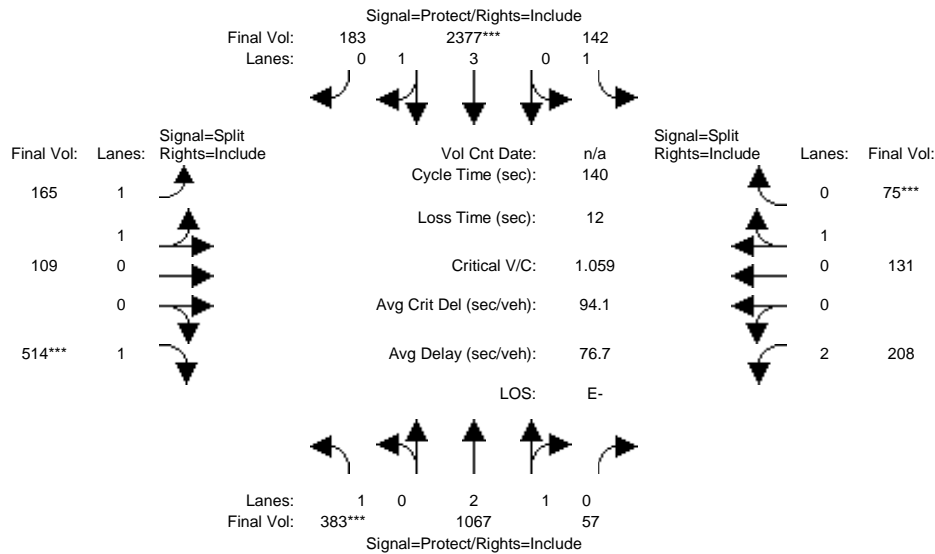 Signal=Protect/Rights=Include
Final Vol: 183 2377*** 142
Lanes: 0 1 3 0 1
Signal=Split
Final Vol: Lanes: Rights=Include
Vol Cnt Date: n/a
Signal=Split
Rights=Include Lanes: Final Vol:
Cycle Time (sec): 140
165 1
0 75***
Loss Time (sec): 12
1
1
109 0
Critical V/C: 1.059
0 131
0
Avg Crit Del (sec/veh): 94.1
0
514*** 1
Avg Delay (sec/veh): 76.7
2 208
LOS: E-
Lanes: 1 0 2 1 0
Final Vol: 383*** 1067 57
Signal=Protect/Rights=Include